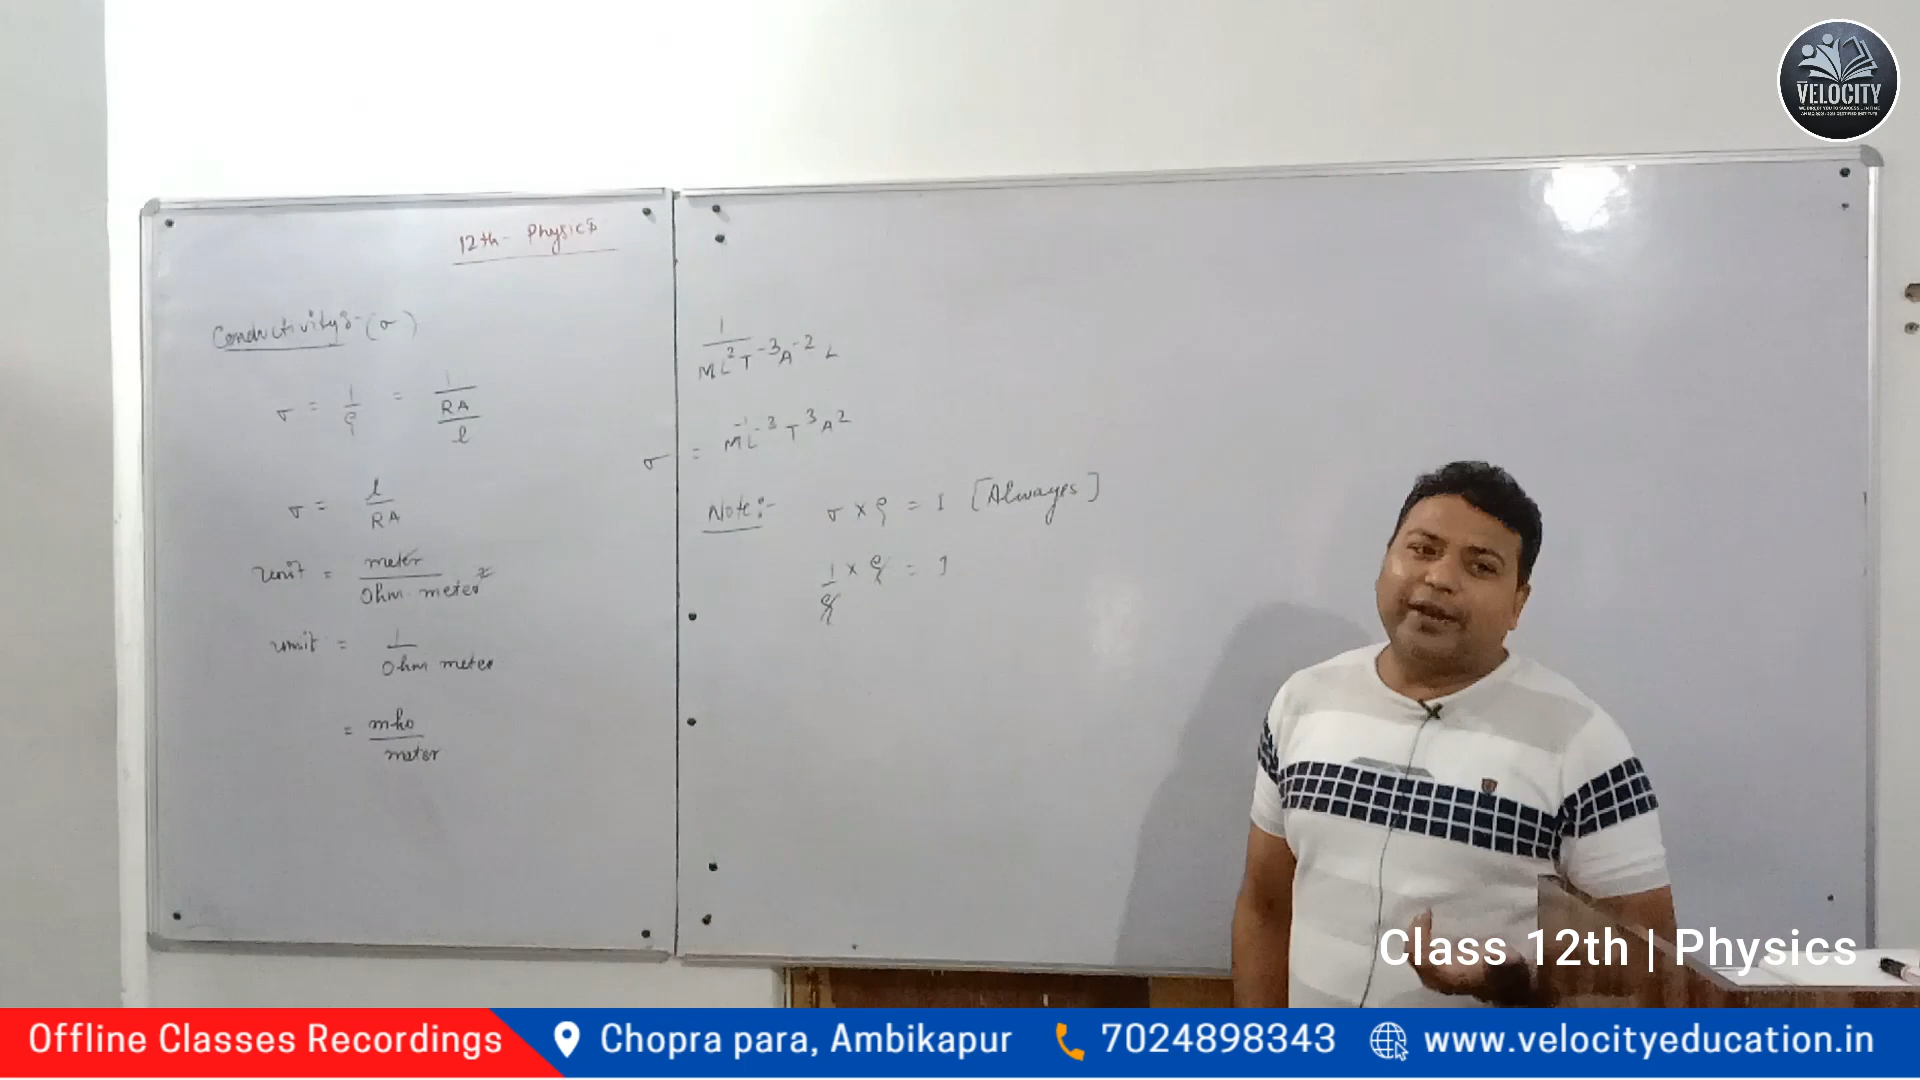 VELOCITY
12th - Physics
Conductivity :- (σ)
σ = 1/ρ = 1/(RA/l)
σ = l/RA
unit = meter/ohm meter²
unit = 1/ohm meter
= mho/meter
1/ML²T⁻³A⁻² L
σ = M⁻¹L⁻³T³A²
Note :- σ × ρ = 1 [Always]
1/ρ × ρ = 1
Class 12th | Physics
Offline Classes Recordings
Chopra para, Ambikapur
7024898343
www.velocityeducation.in